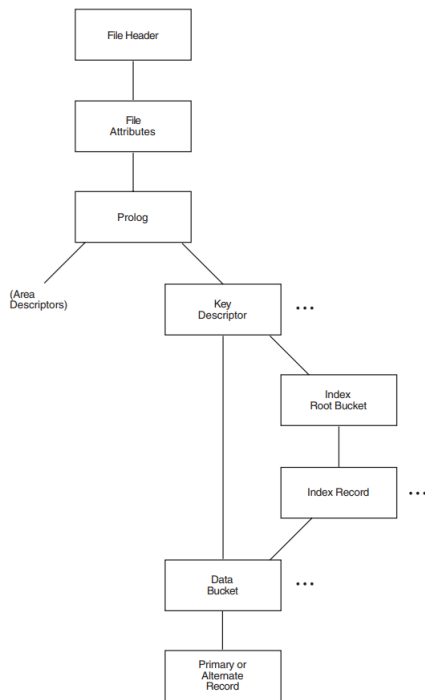 File Header
File
Attributes
Prolog
(Area
Descriptors)
Key
Descriptor
...
Index
Root Bucket
Index Record
...
Data
Bucket
...
Primary or
Alternate
Record